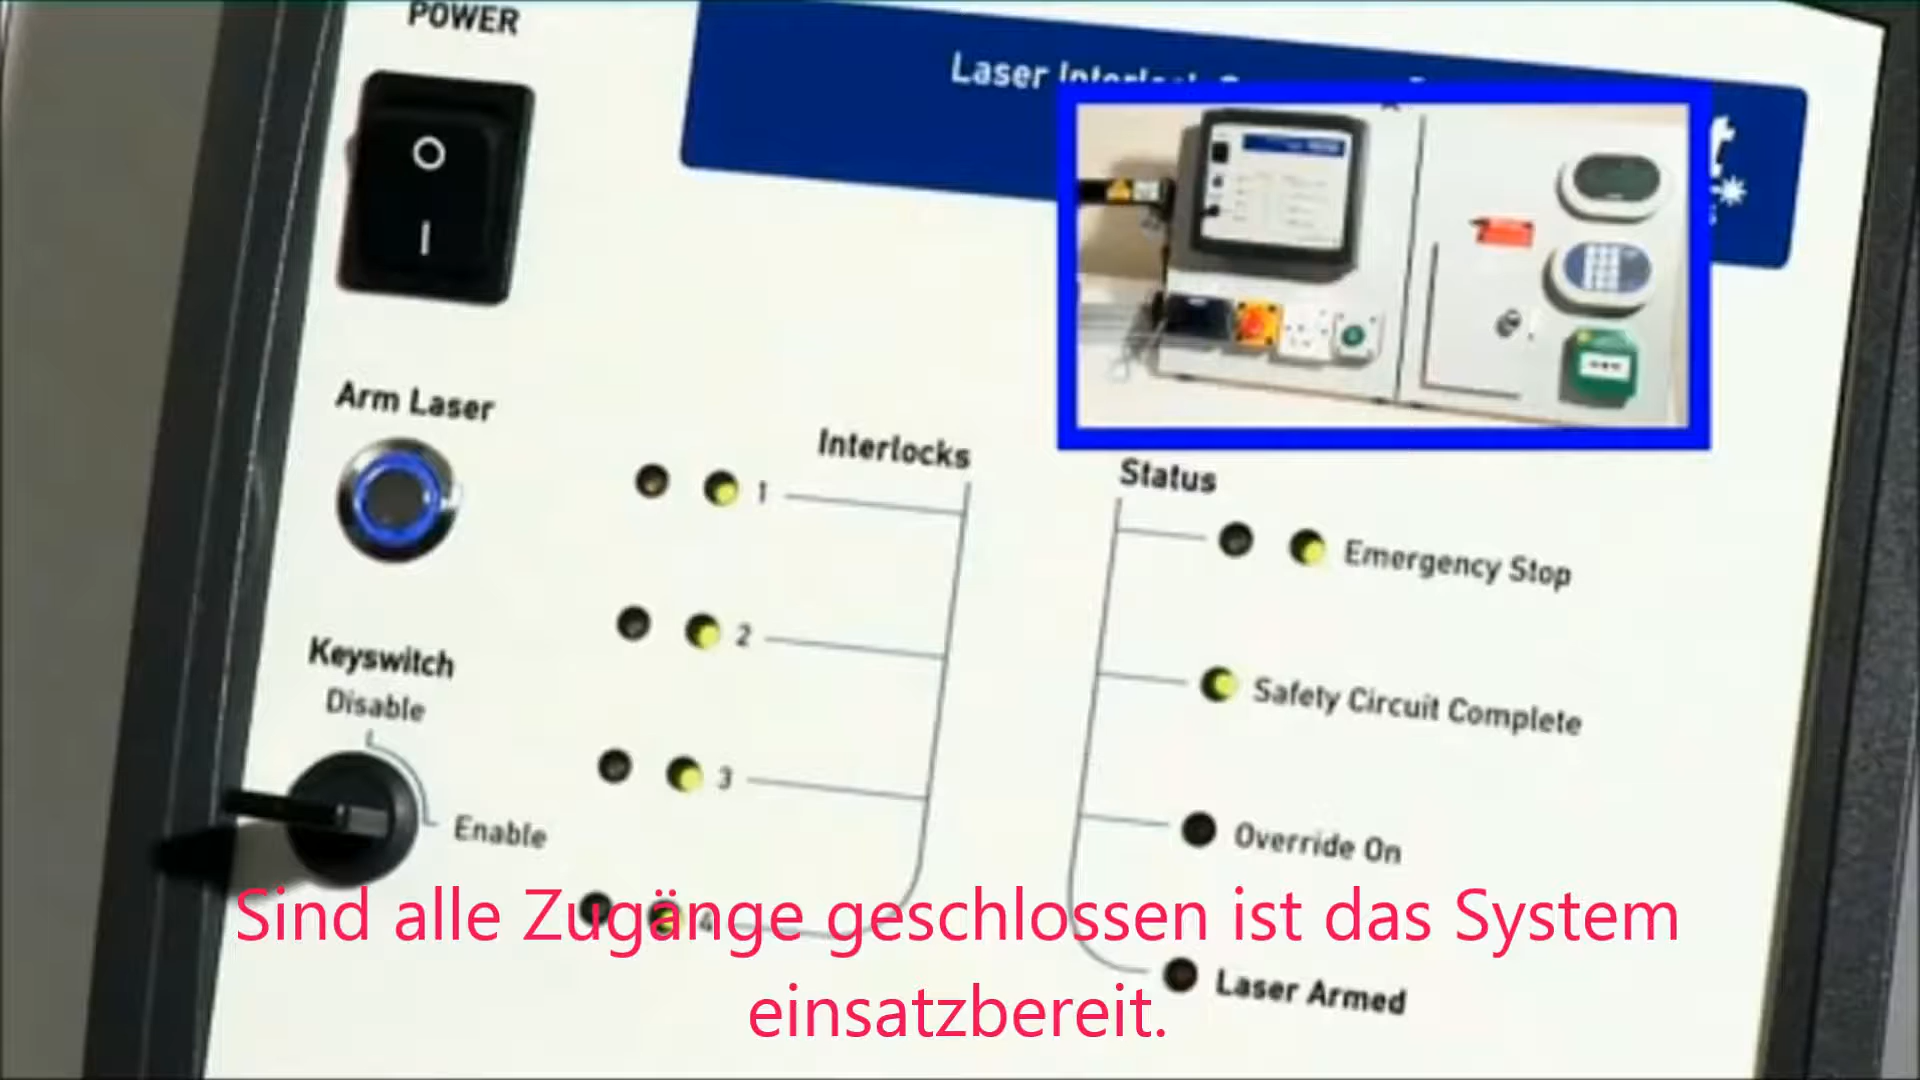 POWER
O
I
Laser
Arm Laser
Interlocks
1
2
3
4
Status
Emergency Stop
Safety Circuit Complete
Override On
Laser Armed
Keyswitch
Disable
Enable
Sind alle Zugänge geschlossen ist das System
einsatzbereit.